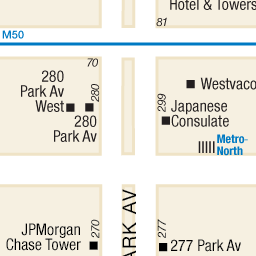 Hotel & Towers
81
M50
70
280
Park Av
West
280
280
Park Av
Westvaco
299
Japanese
Consulate
Metro-
North
JPMorgan
Chase Tower
270
PARK AV
277
277 Park Av